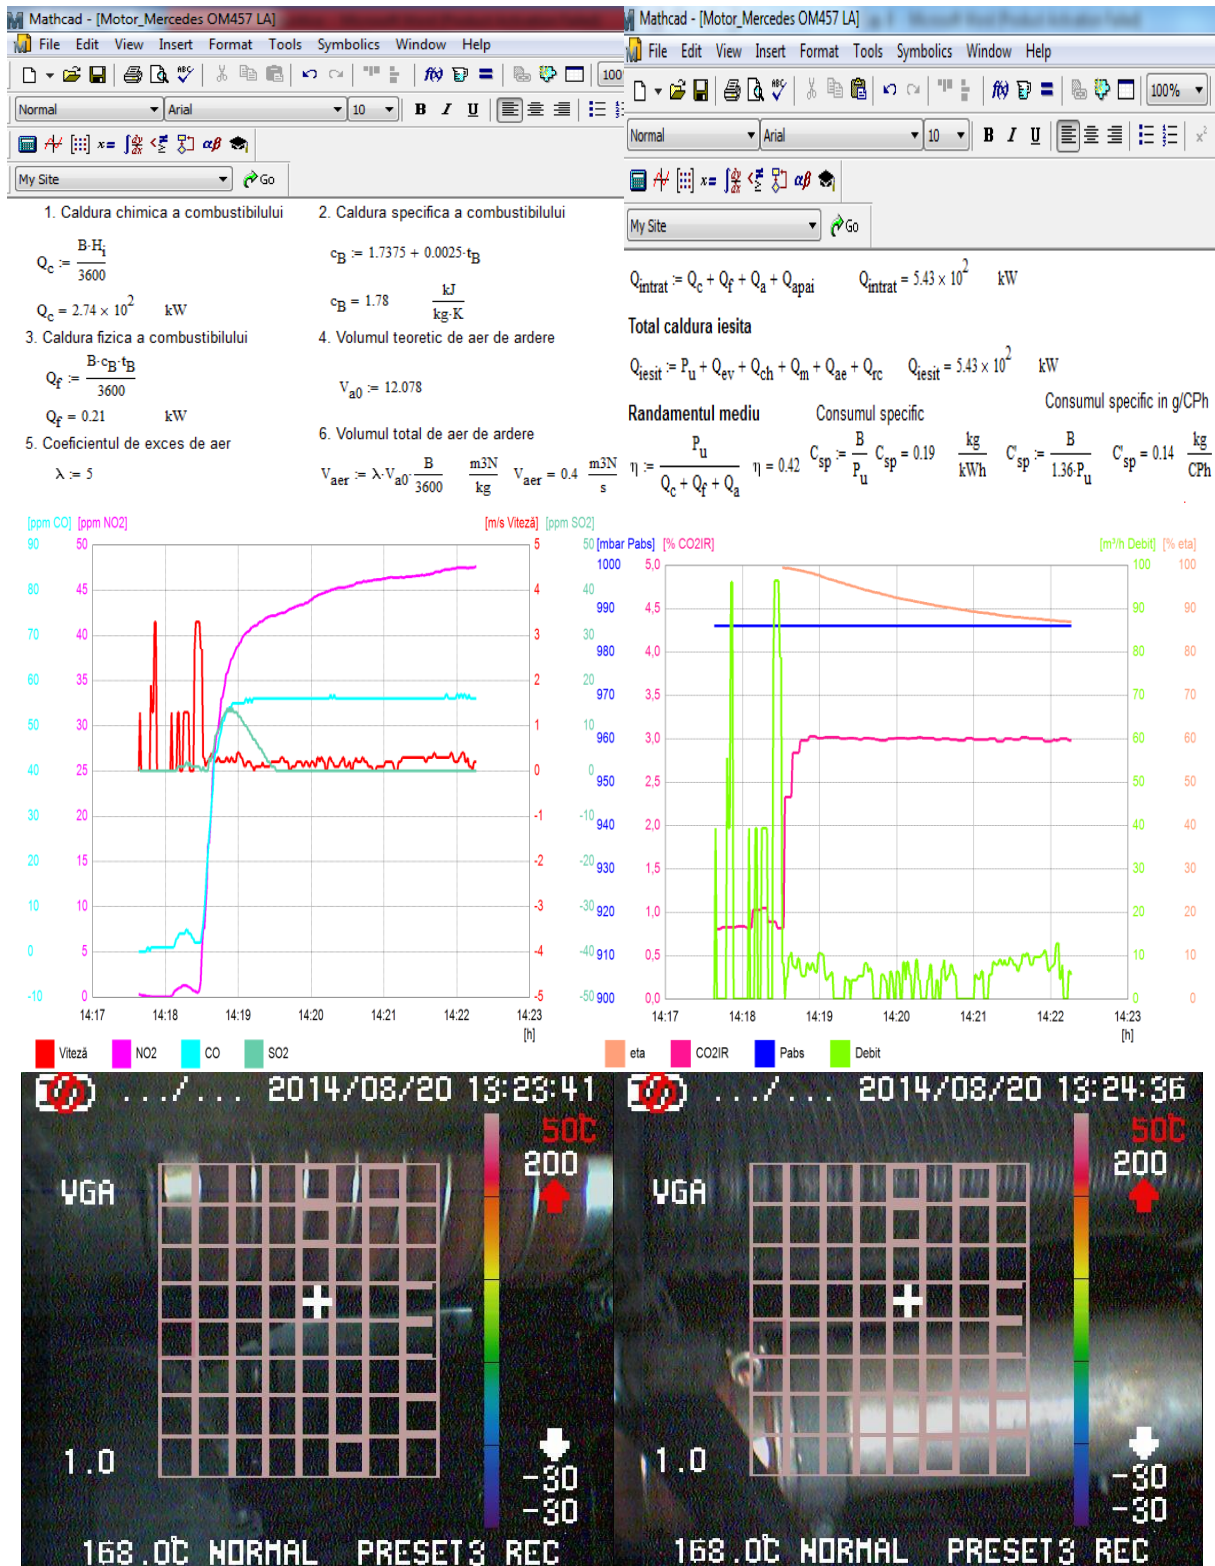 Mathcad - [Motor_Mercedes OM457 LA]
File Edit View Insert Format Tools Symbolics Window Help
100
Normal Arial 10 B I U
My Site Go
1. Caldura chimica a combustibilului
2. Caldura specifica a combustibilului
Q_c := B·H_i / 3600
c_B := 1.7375 + 0.0025·t_B
Q_c = 2.74 × 10^2 kW
c_B = 1.78 kJ / kg·K
3. Caldura fizica a combustibilului
4. Volumul teoretic de aer de ardere
Q_f := B·c_B·t_B / 3600
V_a0 := 12.078
Q_f = 0.21 kW
5. Coeficientul de exces de aer
6. Volumul total de aer de ardere
λ := 5
V_aer := λ·V_a0· B / 3600 m3N / kg V_aer = 0.4 m3N / s
Mathcad - [Motor_Mercedes OM457 LA]
File Edit View Insert Format Tools Symbolics Window Help
100%
Normal Arial 10 B I U
My Site Go
Q_intrat := Q_c + Q_f + Q_a + Q_apai Q_intrat = 5.43 × 10^2 kW
Total caldura iesita
Q_iesit := P_u + Q_ev + Q_ch + Q_m + Q_ae + Q_rc Q_iesit = 5.43 × 10^2 kW
Randamentul mediu Consumul specific Consumul specific in g/CPh
η := P_u / Q_c + Q_f + Q_a η = 0.42 C_sp := B / P_u C_sp = 0.19 kg / kWh C'_sp := B / 1.36·P_u C'_sp = 0.14 kg / CPh
[ppm CO] [ppm NO2] [m/s Viteză] [ppm SO2]
90 50 5 50
80 45 4 40
70 40 3 30
60 35 2 20
50 30 1 10
40 25 0 0
30 20 -1 -10
20 15 -2 -20
10 10 -3 -30
0 5 -4 -40
-10 0 -5 -50
14:17 14:18 14:19 14:20 14:21 14:22 14:23
[h]
Viteză NO2 CO SO2
[mbar Pabs] [% CO2IR] [m³/h Debit] [% eta]
1000 5,0 100 100
990 4,5 90 90
980 4,0 80 80
970 3,5 70 70
960 3,0 60 60
950 2,5 50 50
940 2,0 40 40
930 1,5 30 30
920 1,0 20 20
910 0,5 10 10
900 0,0 0 0
14:17 14:18 14:19 14:20 14:21 14:22 14:23
[h]
eta CO2IR Pabs Debit
.../... 2014/08/20 13:23:41
50℃
200
VGA
1.0
-30
-30
168.0℃ NORMAL PRESET3 REC
.../... 2014/08/20 13:24:36
50℃
200
VGA
1.0
-30
-30
168.0℃ NORMAL PRESET3 REC